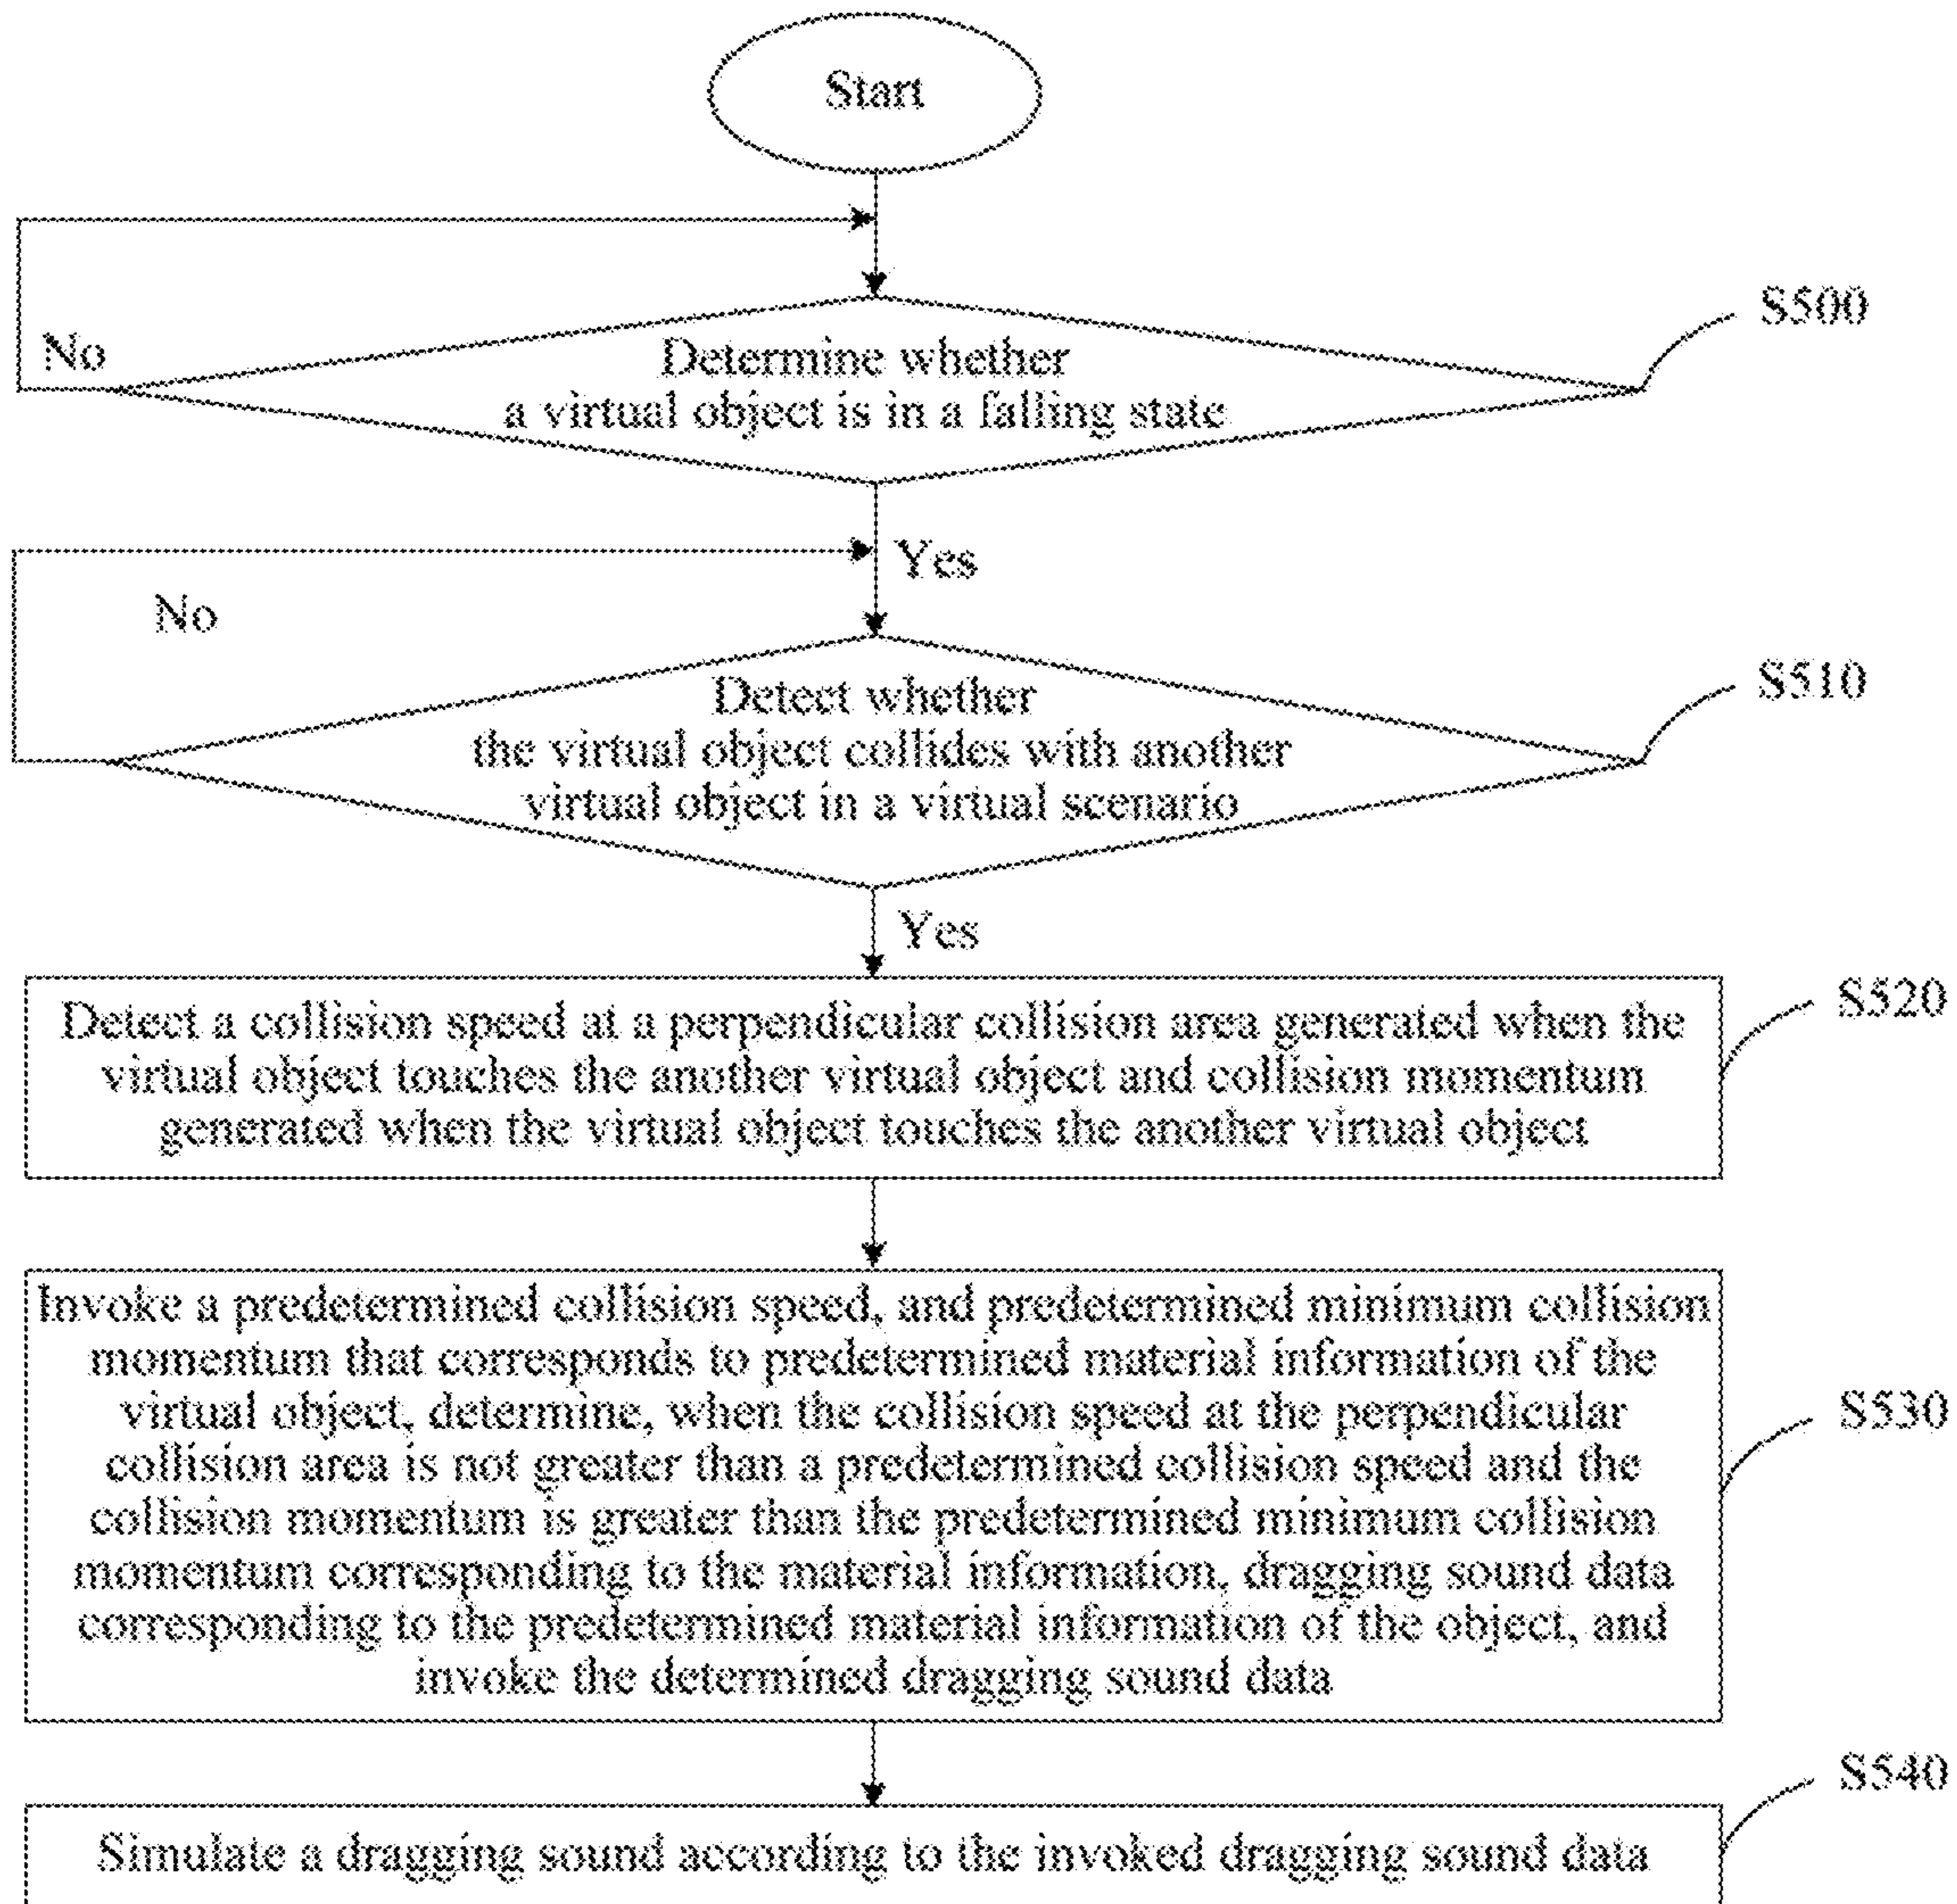 Start
No
S500
Determine whether
a virtual object is in a falling state
Yes
No
S510
Detect whether
the virtual object collides with another
virtual object in a virtual scenario
Yes
S520
Detect a collision speed at a perpendicular collision area generated when the
virtual object touches the another virtual object and collision momentum
generated when the virtual object touches the another virtual object
Invoke a predetermined collision speed, and predetermined minimum collision
momentum that corresponds to predetermined material information of the
virtual object, determine, when the collision speed at the perpendicular
collision area is not greater than a predetermined collision speed and the
collision momentum is greater than the predetermined minimum collision
momentum corresponding to the material information, dragging sound data
corresponding to the predetermined material information of the object, and
invoke the determined dragging sound data
S530
S540
Simulate a dragging sound according to the invoked dragging sound data